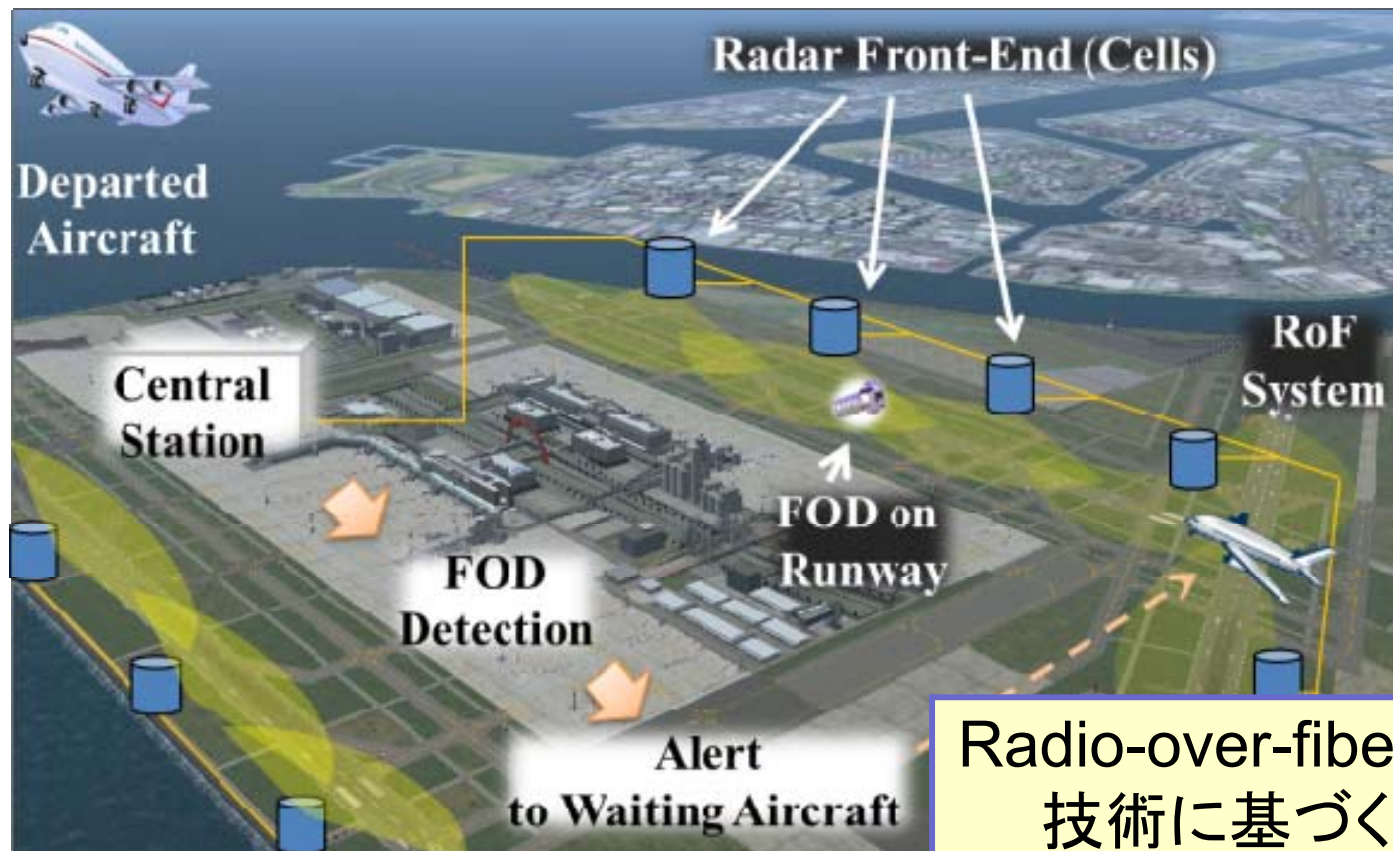 Radar Front-End (Cells)
Departed
Aircraft
RoF
System
Central
Station
FOD on
Runway
FOD
Detection
Alert
to Waiting Aircraft
Radio-over-fibe
技術に基づく